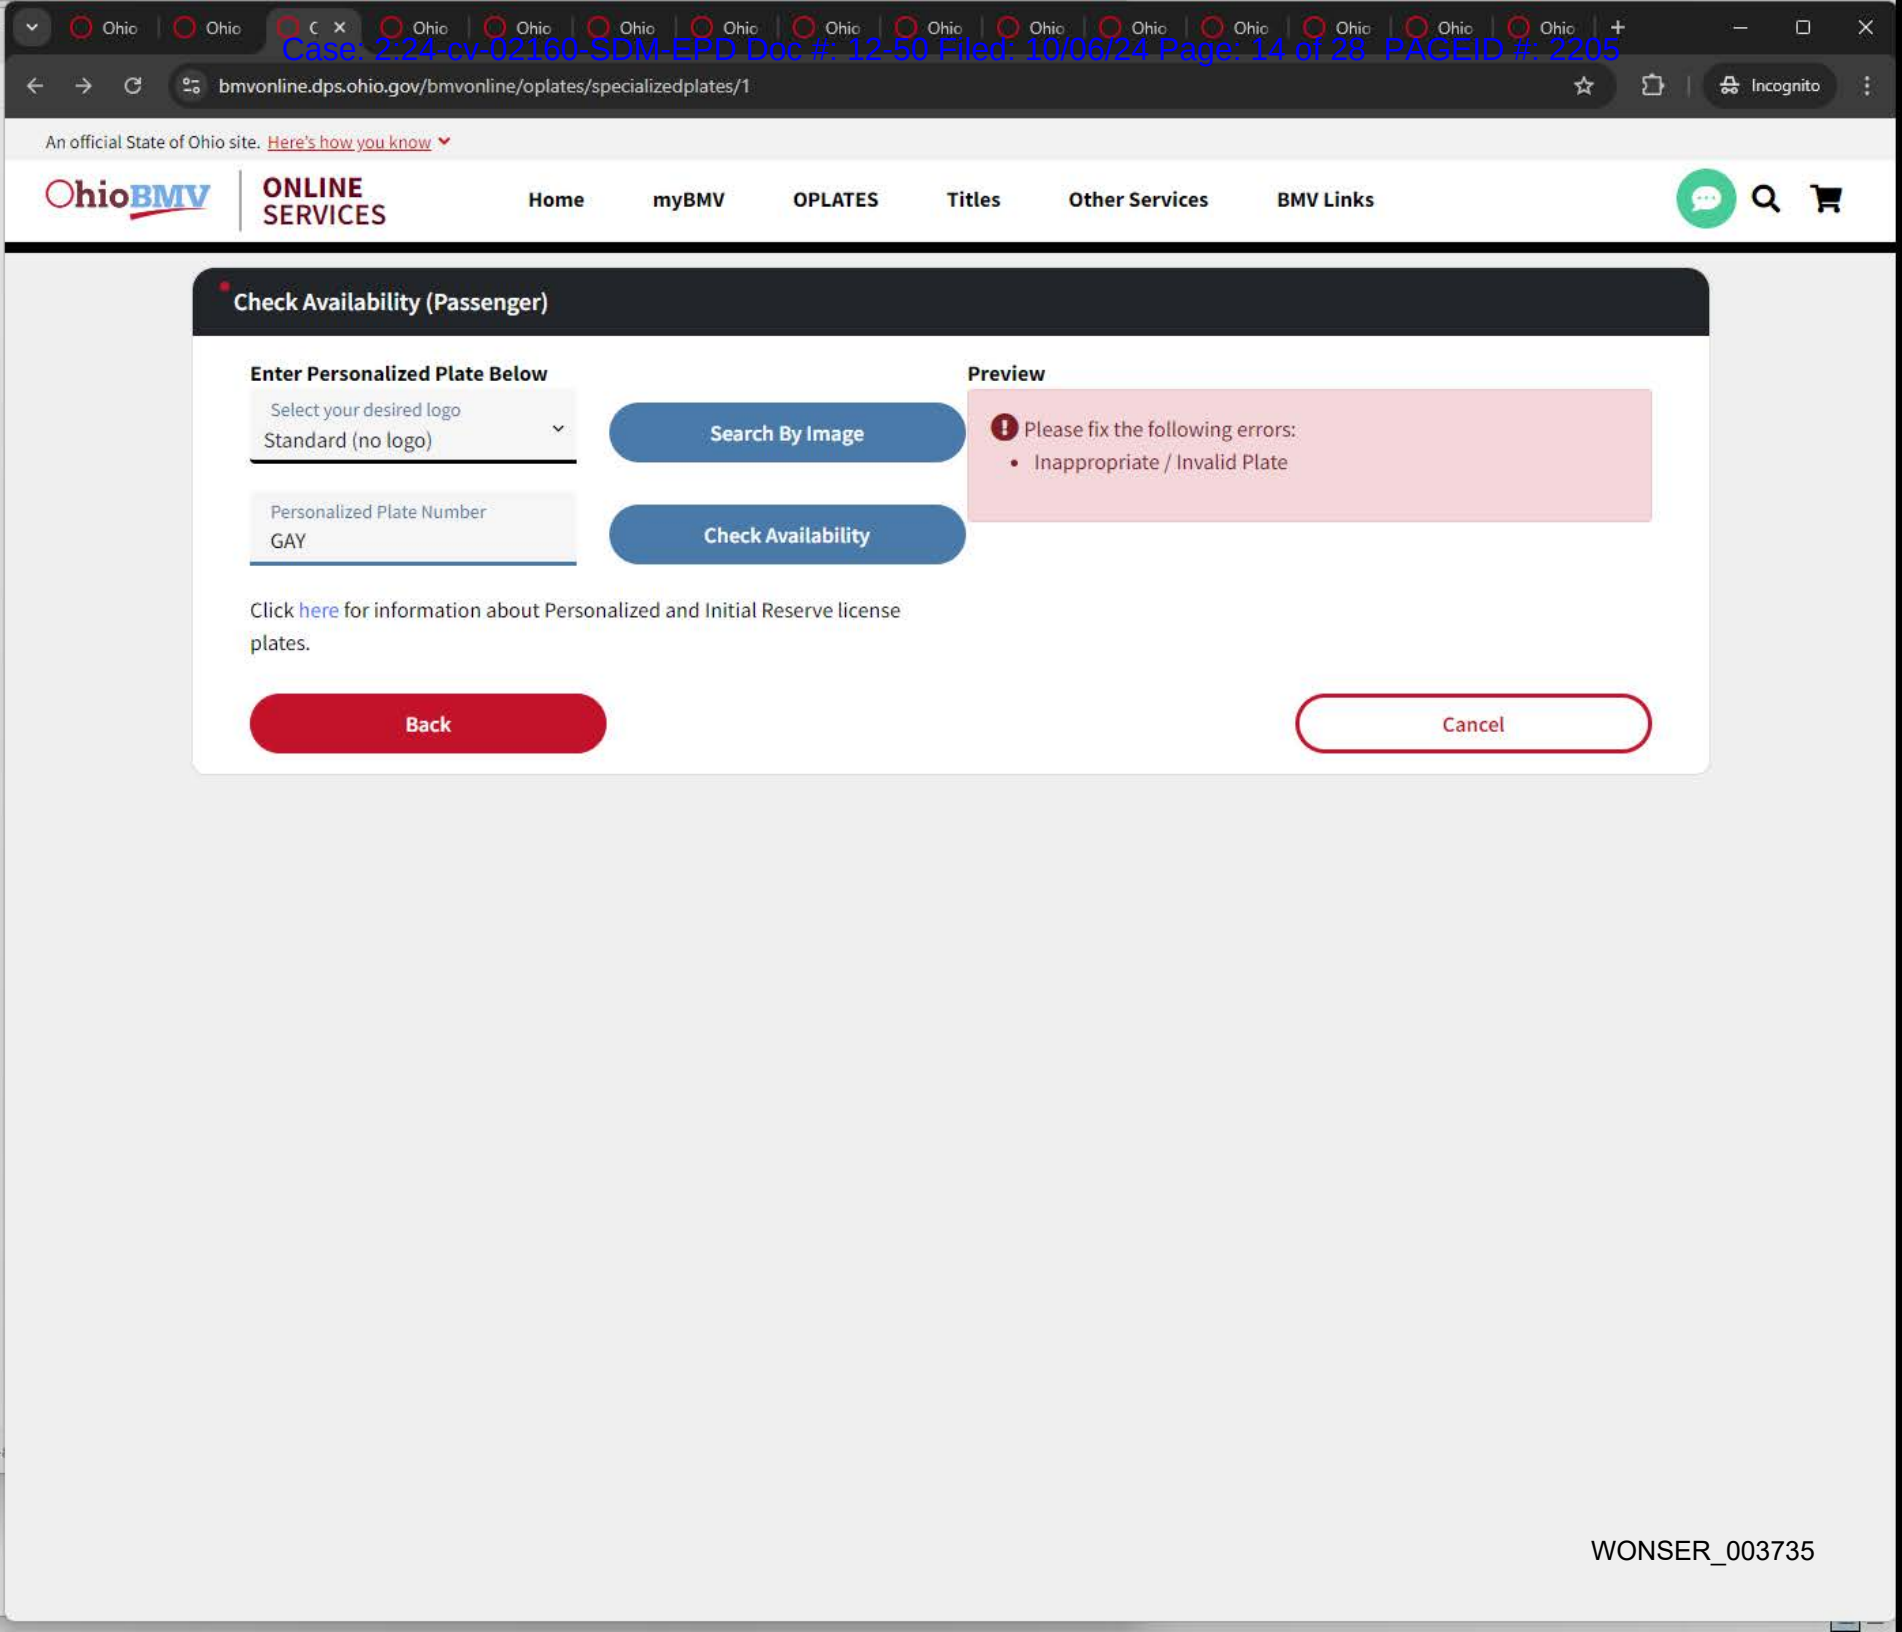 Ohio Ohio C Ohio Ohio Ohio Ohio Ohio Ohio Ohio Ohio Ohio Ohio Ohio Ohio
Case: 2:24-cv-02160-SDM-EPD Doc #: 12-50 Filed: 10/06/24 Page: 14 of 28 PAGEID #: 2205
bmvonline.dps.ohio.gov/bmvonline/oplates/specializedplates/1 Incognito
An official State of Ohio site. Here's how you know
OhioBMV ONLINE SERVICES Home myBMV OPLATES Titles Other Services BMV Links
Check Availability (Passenger)
Enter Personalized Plate Below
Select your desired logo
Standard (no logo)
Search By Image
Personalized Plate Number
GAY
Check Availability
Preview
Please fix the following errors:
• Inappropriate / Invalid Plate
Click here for information about Personalized and Initial Reserve license
plates.
Back
Cancel
WONSER_003735